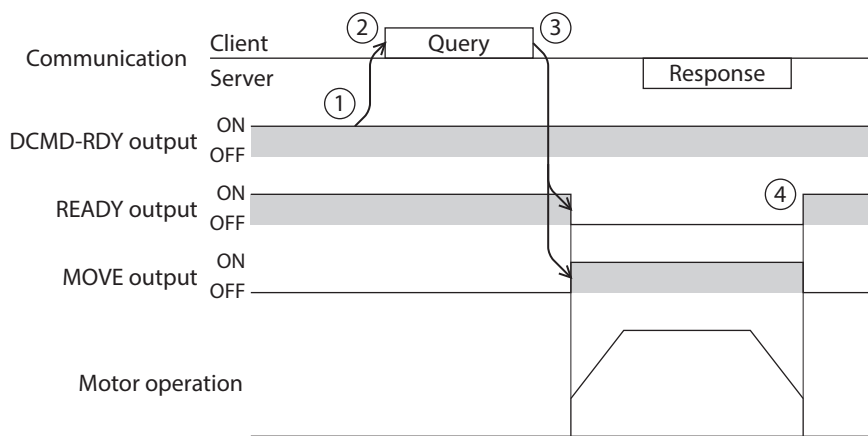 Communication
Client
Server
② Query ③
Response
①
DCMD-RDY output
ON
OFF
READY output
ON
OFF
④
MOVE output
ON
OFF
Motor operation